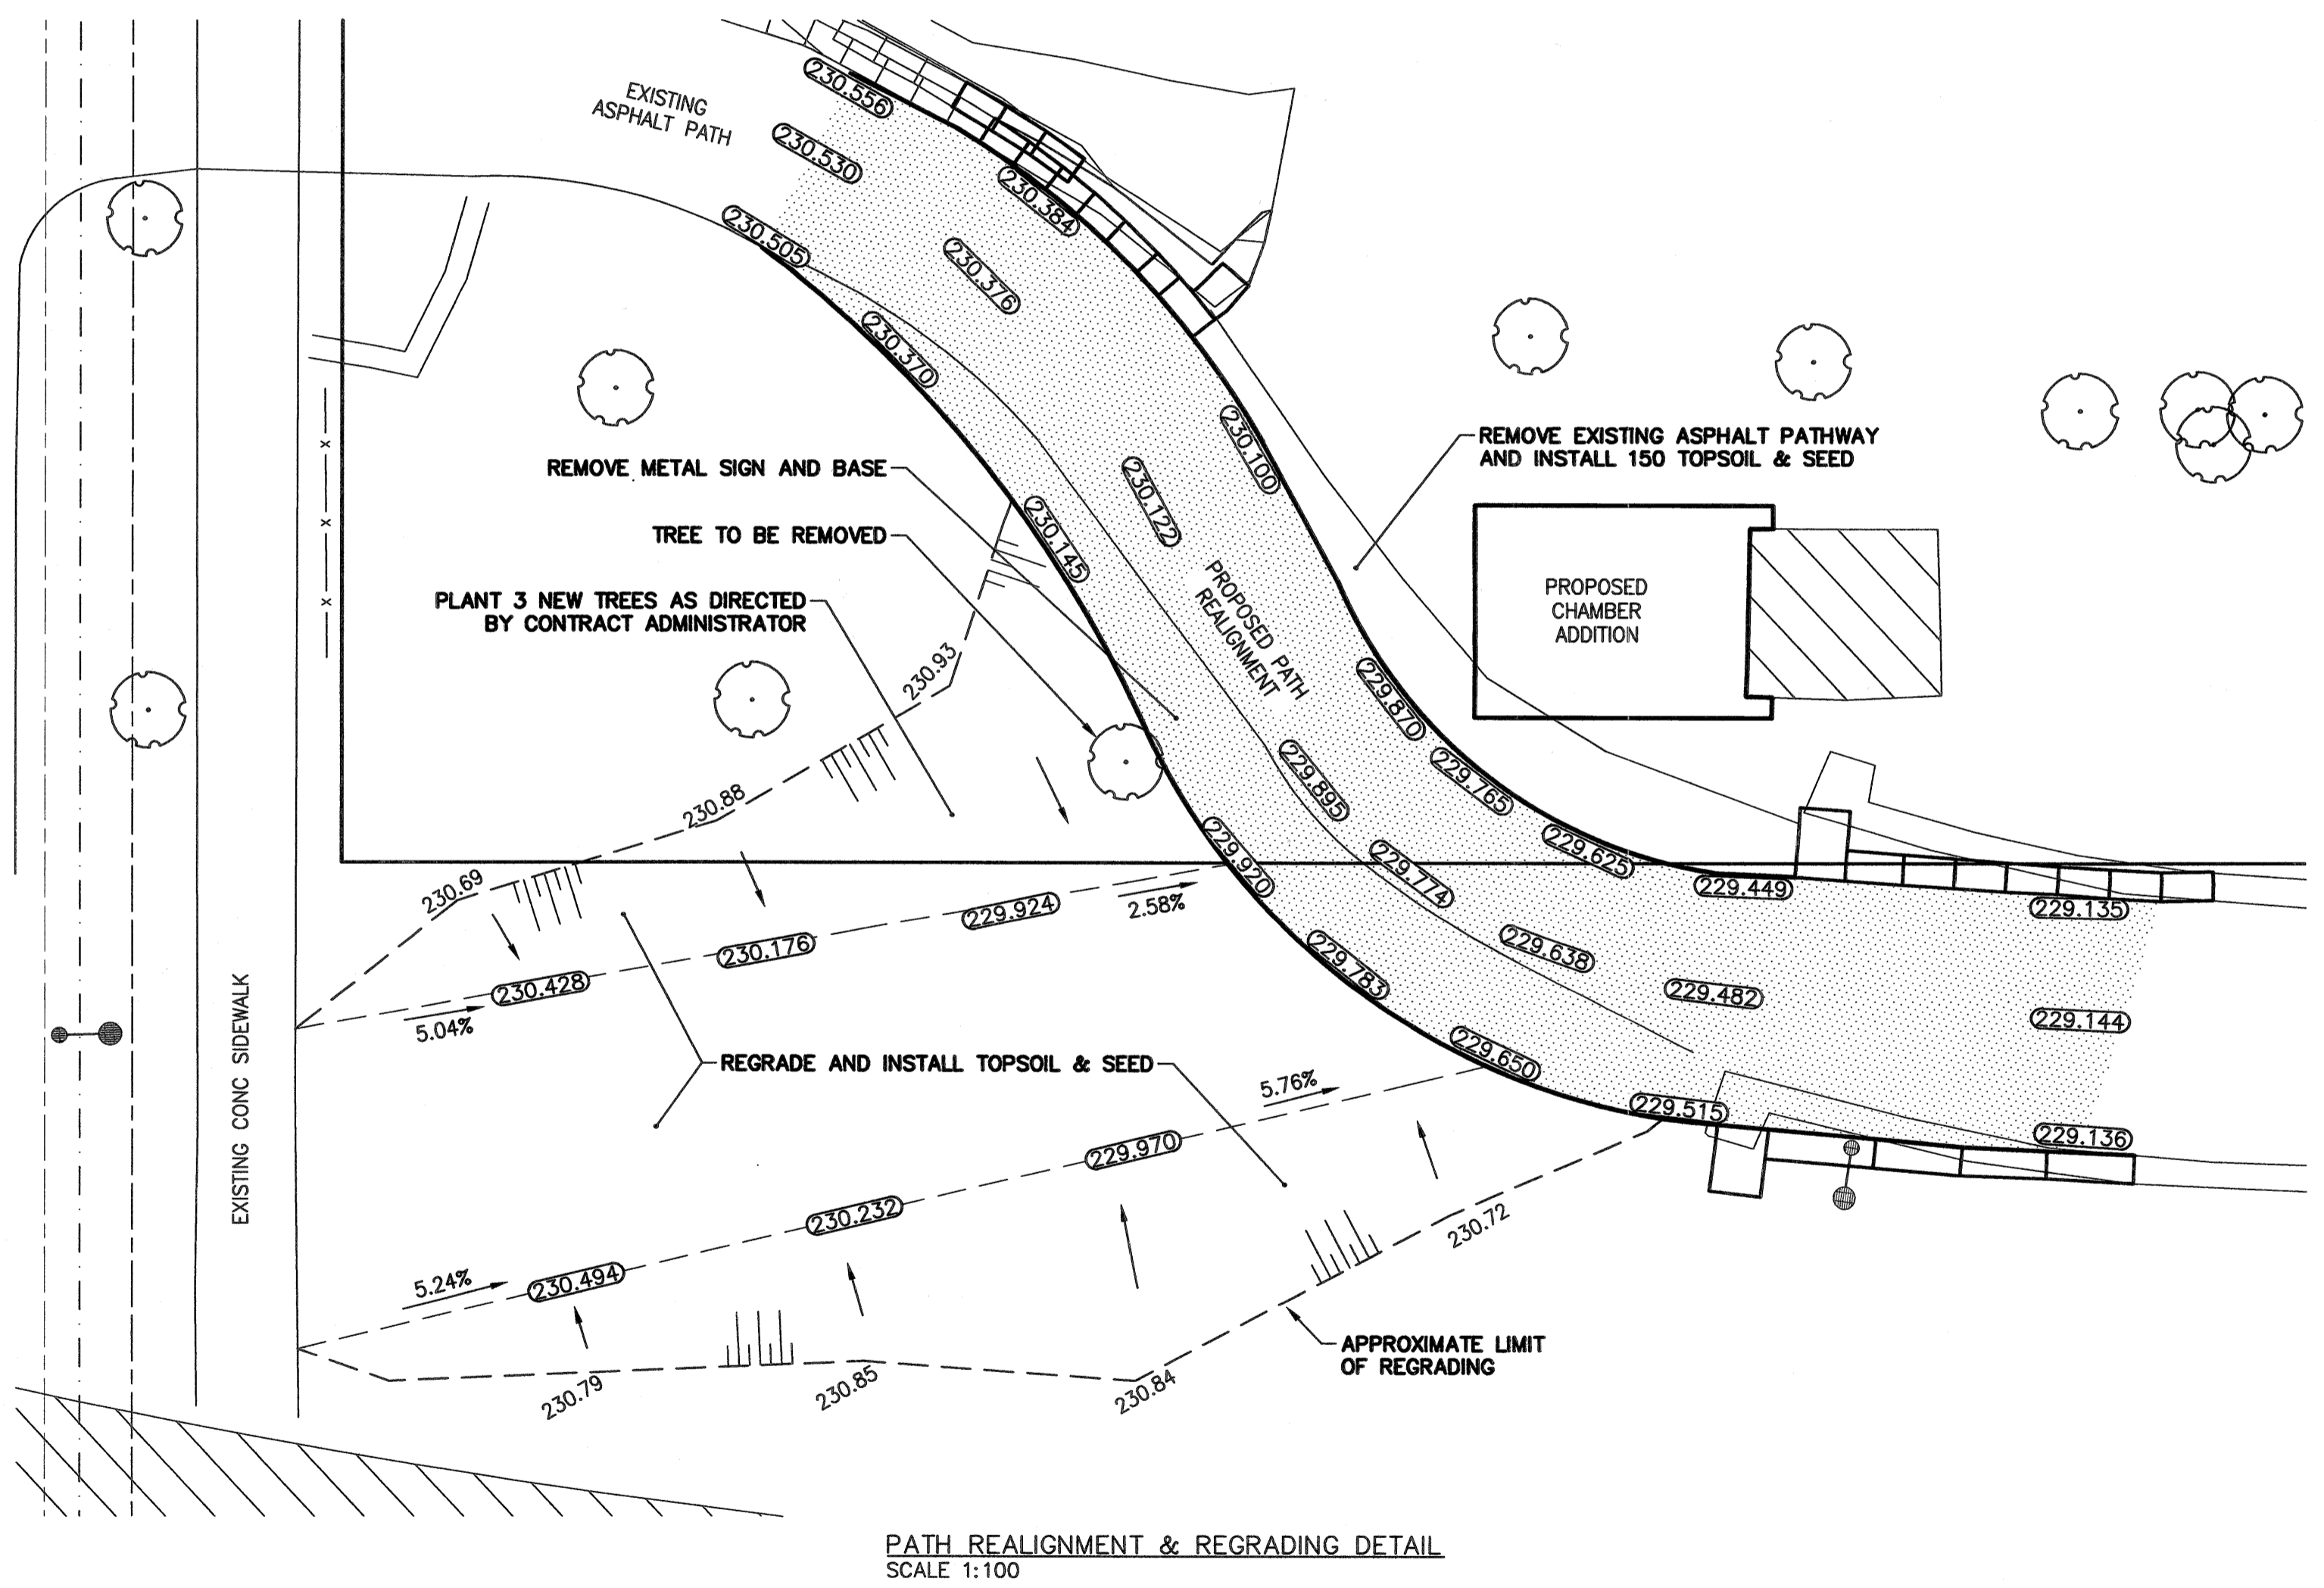 230.556
EXISTING
ASPHALT PATH
230.530
230.384
230.505
230.376
230.370
230.100
REMOVE EXISTING ASPHALT PATHWAY
AND INSTALL 150 TOPSOIL & SEED
REMOVE METAL SIGN AND BASE
230.122
TREE TO BE REMOVED
230.145
PLANT 3 NEW TREES AS DIRECTED
BY CONTRACT ADMINISTRATOR
PROPOSED PATH
REALIGNMENT
PROPOSED
CHAMBER
ADDITION
x
x
x
230.93
229.870
229.895
229.765
230.88
229.625
229.920
229.774
229.449
230.69
229.135
229.924
2.58%
230.176
229.638
229.783
230.428
229.482
5.04%
229.144
EXISTING CONC SIDEWALK
REGRADE AND INSTALL TOPSOIL & SEED
229.650
5.76%
229.515
229.136
229.970
230.232
230.72
5.24%
230.494
APPROXIMATE LIMIT
OF REGRADING
230.79
230.85
230.84
PATH REALIGNMENT & REGRADING DETAIL
SCALE 1:100